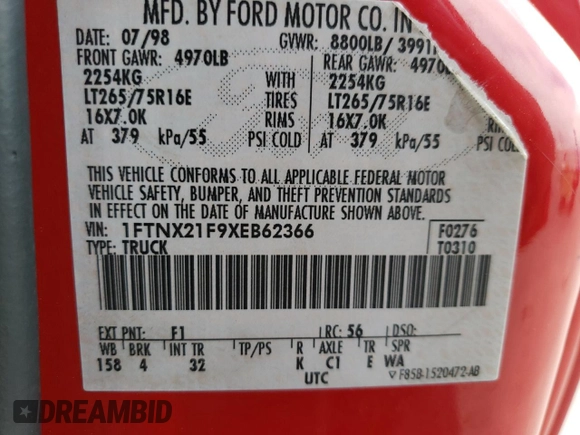 MFD. BY FORD MOTOR CO. IN
DATE: 07/98 GVWR: 8800LB/ 3991
FRONT GAWR: 4970LB REAR GAWR: 4970
2254KG WITH 2254KG
LT265/75R16E TIRES LT265/75R16E
16X7.0K RIMS 16X7.0K RIM
AT 379 kPa/55 PSI COLD AT 379 kPa/55 PSI COLD
THIS VEHICLE CONFORMS TO ALL APPLICABLE FEDERAL MOTOR
VEHICLE SAFETY, BUMPER, AND THEFT PREVENTION STANDARDS
IN EFFECT ON THE DATE OF MANUFACTURE SHOWN ABOVE.
VIN: 1FTNX21F9XEB62366 F0276
TYPE: TRUCK T0310
EXT PNT: F1 RC: 56 DSO:
WB BRK INT TR TP/PS R AXLE TR SPR
158 4 32 K C1 E WA
UTC F85B-1520472-AB
DREAMBID